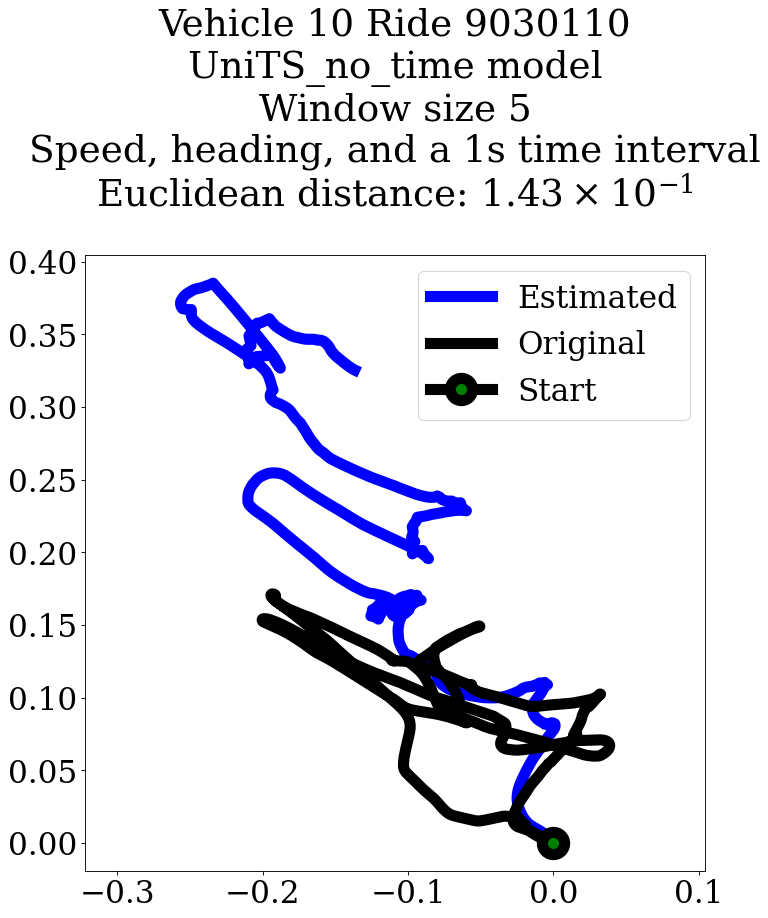 Vehicle 10 Ride 9030110
UniTS_no_time model
Window size 5
Speed, heading, and a 1s time interval
Euclidean distance: 1.43 × 10⁻¹
Estimated
Original
Start
0.40
0.35
0.30
0.25
0.20
0.15
0.10
0.05
0.00
−0.3 −0.2 −0.1 0.0 0.1